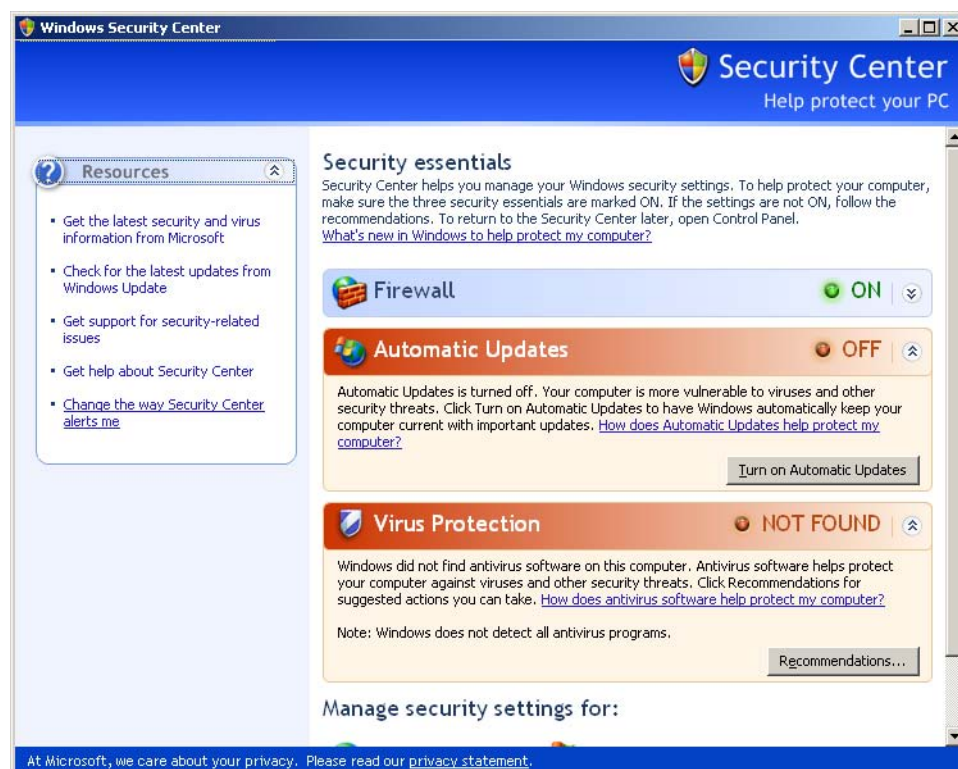 Windows Security Center
Security Center
Help protect your PC
Resources
Get the latest security and virus
information from Microsoft
Check for the latest updates from
Windows Update
Get support for security-related
issues
Get help about Security Center
Change the way Security Center
alerts me
Security essentials
Security Center helps you manage your Windows security settings. To help protect your computer,
make sure the three security essentials are marked ON. If the settings are not ON, follow the
recommendations. To return to the Security Center later, open Control Panel.
What's new in Windows to help protect my computer?
Firewall ON
Automatic Updates OFF
Automatic Updates is turned off. Your computer is more vulnerable to viruses and other
security threats. Click Turn on Automatic Updates to have Windows automatically keep your
computer current with important updates. How does Automatic Updates help protect my
computer?
Turn on Automatic Updates
Virus Protection NOT FOUND
Windows did not find antivirus software on this computer. Antivirus software helps protect
your computer against viruses and other security threats. Click Recommendations for
suggested actions you can take. How does antivirus software help protect my computer?
Note: Windows does not detect all antivirus programs.
Recommendations...
Manage security settings for:
At Microsoft, we care about your privacy. Please read our privacy statement.